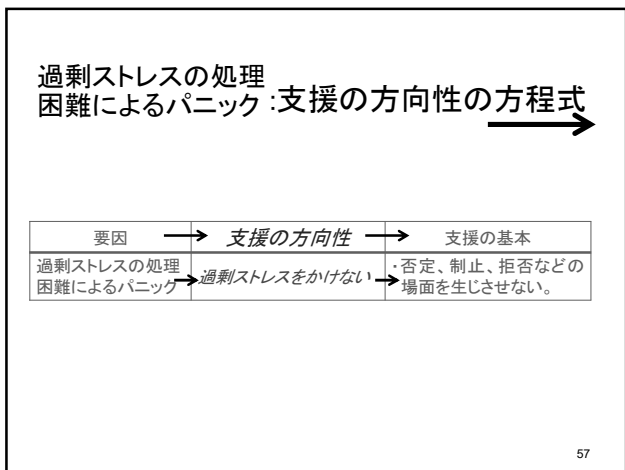 過剰ストレスの処理
困難によるパニック:支援の方向性の方程式
要因 支援の方向性 支援の基本
過剰ストレスの処理
困難によるパニック
過剰ストレスをかけない
・否定、制止、拒否などの
場面を生じさせない。
57